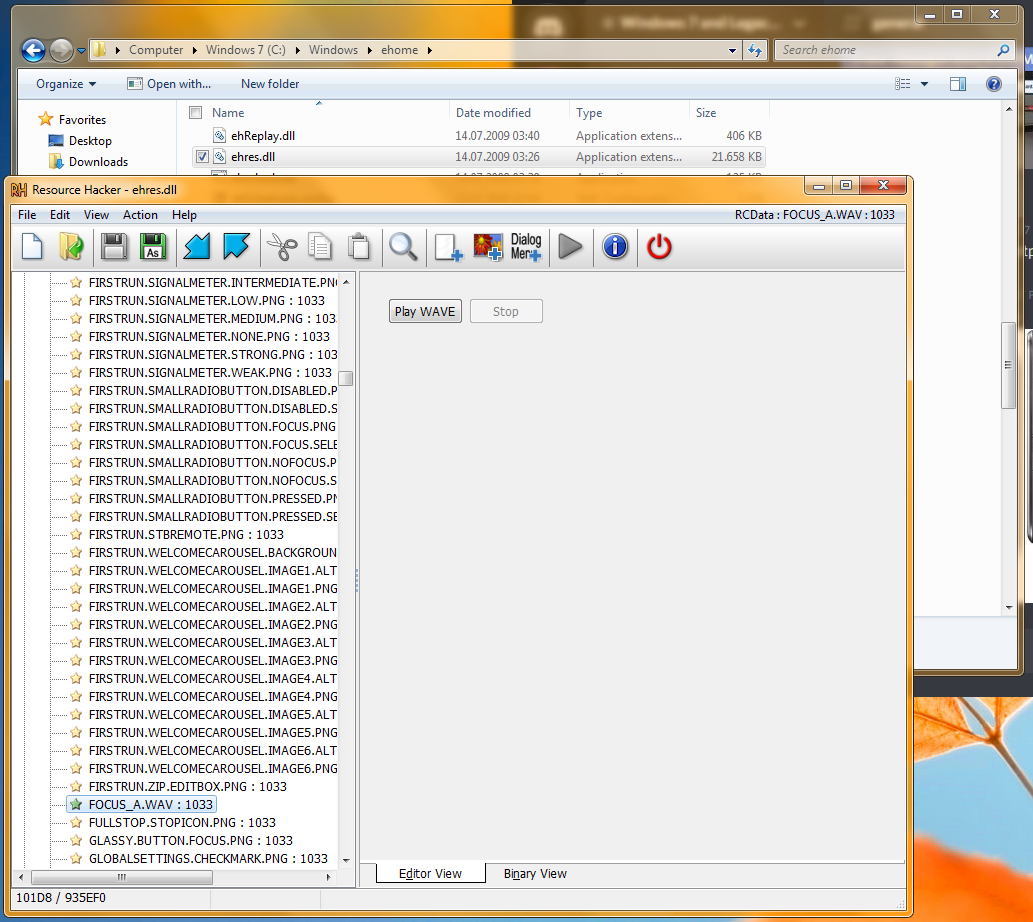 Windows 7 and
Computer Windows 7 (C:) Windows ehome
Search ehome
Organize Open with... New folder
Name Date modified Type Size
Favorites
Desktop
Downloads
ehReplay.dll 14.07.2009 03:40 Application extens... 406 KB
ehres.dll 14.07.2009 03:26 Application extens... 21.658 KB
RH Resource Hacker - ehres.dll
File Edit View Action Help
RCData : FOCUS_A.WAV : 1033
As
Dialog
Men
FIRSTRUN.SIGNALMETER.INTERMEDIATE.PN
FIRSTRUN.SIGNALMETER.LOW.PNG : 1033
FIRSTRUN.SIGNALMETER.MEDIUM.PNG : 103
FIRSTRUN.SIGNALMETER.NONE.PNG : 1033
FIRSTRUN.SIGNALMETER.STRONG.PNG : 103
FIRSTRUN.SIGNALMETER.WEAK.PNG : 1033
FIRSTRUN.SMALLRADIOBUTTON.DISABLED.P
FIRSTRUN.SMALLRADIOBUTTON.DISABLED.S
FIRSTRUN.SMALLRADIOBUTTON.FOCUS.PNG
FIRSTRUN.SMALLRADIOBUTTON.FOCUS.SELE
FIRSTRUN.SMALLRADIOBUTTON.NOFOCUS.P
FIRSTRUN.SMALLRADIOBUTTON.NOFOCUS.S
FIRSTRUN.SMALLRADIOBUTTON.PRESSED.PN
FIRSTRUN.SMALLRADIOBUTTON.PRESSED.SE
FIRSTRUN.STBREMOTE.PNG : 1033
FIRSTRUN.WELCOMECAROUSEL.BACKGROUN
FIRSTRUN.WELCOMECAROUSEL.IMAGE1.ALT
FIRSTRUN.WELCOMECAROUSEL.IMAGE1.PNG
FIRSTRUN.WELCOMECAROUSEL.IMAGE2.ALT
FIRSTRUN.WELCOMECAROUSEL.IMAGE2.PNG
FIRSTRUN.WELCOMECAROUSEL.IMAGE3.ALT
FIRSTRUN.WELCOMECAROUSEL.IMAGE3.PNG
FIRSTRUN.WELCOMECAROUSEL.IMAGE4.ALT
FIRSTRUN.WELCOMECAROUSEL.IMAGE4.PNG
FIRSTRUN.WELCOMECAROUSEL.IMAGE5.ALT
FIRSTRUN.WELCOMECAROUSEL.IMAGE5.PNG
FIRSTRUN.WELCOMECAROUSEL.IMAGE6.ALT
FIRSTRUN.WELCOMECAROUSEL.IMAGE6.PNG
FIRSTRUN.ZIP.EDITBOX.PNG : 1033
FOCUS_A.WAV : 1033
FULLSTOP.STOPICON.PNG : 1033
GLASSY.BUTTON.FOCUS.PNG : 1033
GLOBALSETTINGS.CHECKMARK.PNG : 1033
Play WAVE Stop
Editor View Binary View
101D8 / 935EF0